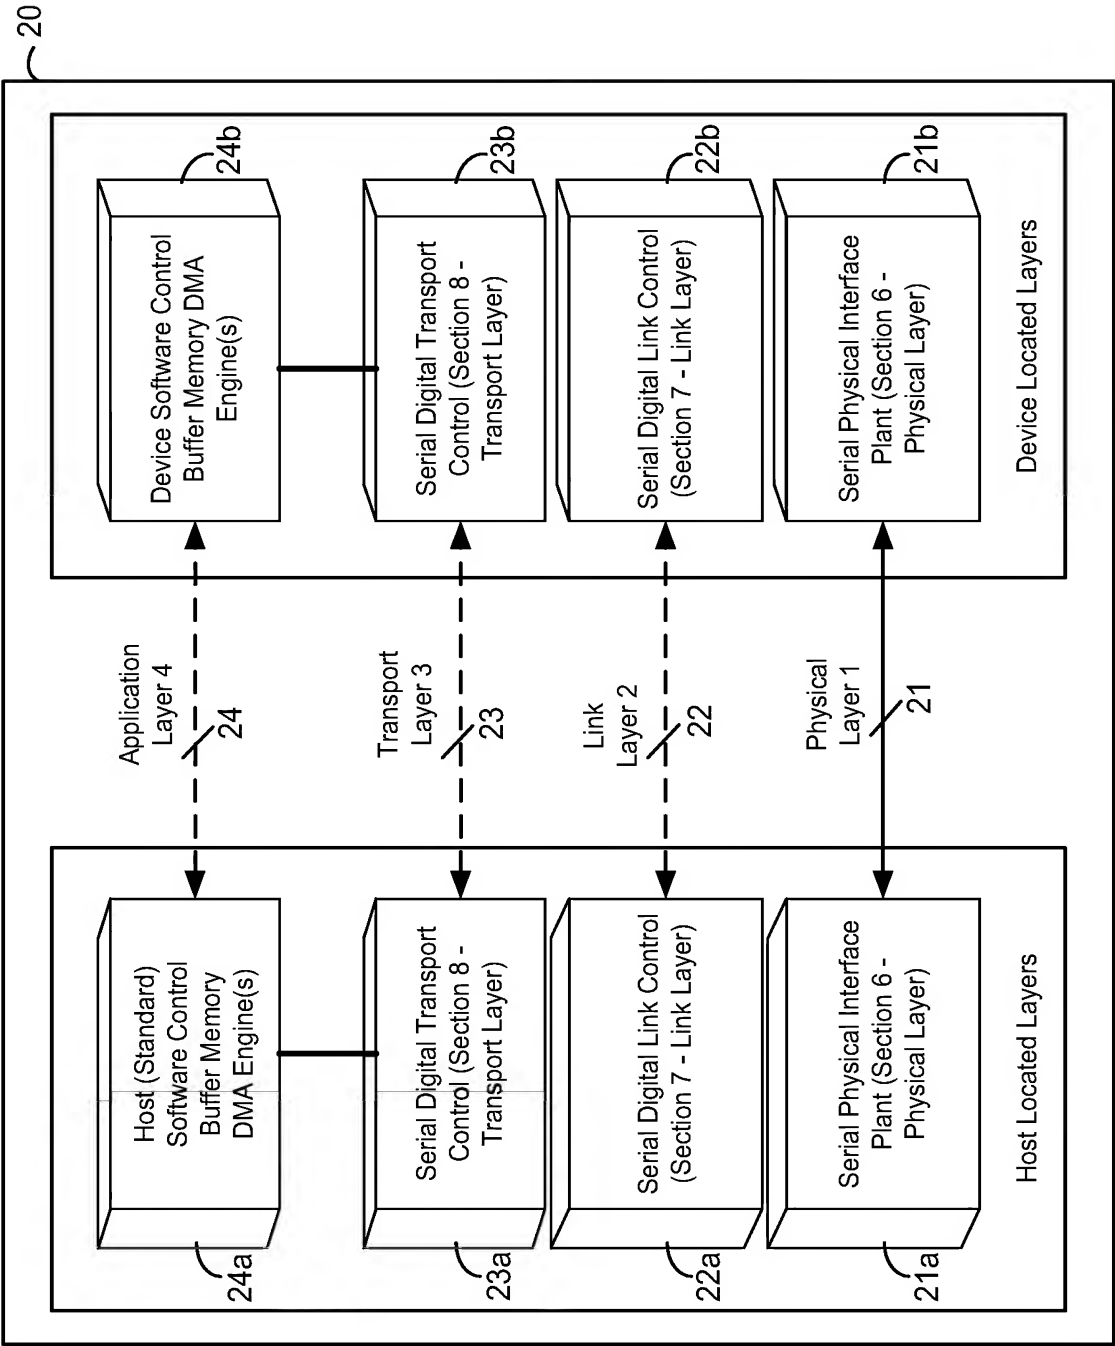 20
24a
Host (Standard)
Software Control
Buffer Memory
DMA Engine(s)
Application
Layer 4
24
Device Software Control
Buffer Memory DMA
Engine(s)
24b
23a
Serial Digital Transport
Control (Section 8 -
Transport Layer)
Transport
Layer 3
23
Serial Digital Transport
Control (Section 8 -
Transport Layer)
23b
22a
Serial Digital Link Control
(Section 7 - Link Layer)
Link
Layer 2
22
Serial Digital Link Control
(Section 7 - Link Layer)
22b
21a
Serial Physical Interface
Plant (Section 6 -
Physical Layer)
Physical
Layer 1
21
Serial Physical Interface
Plant (Section 6 -
Physical Layer)
21b
Host Located Layers
Device Located Layers